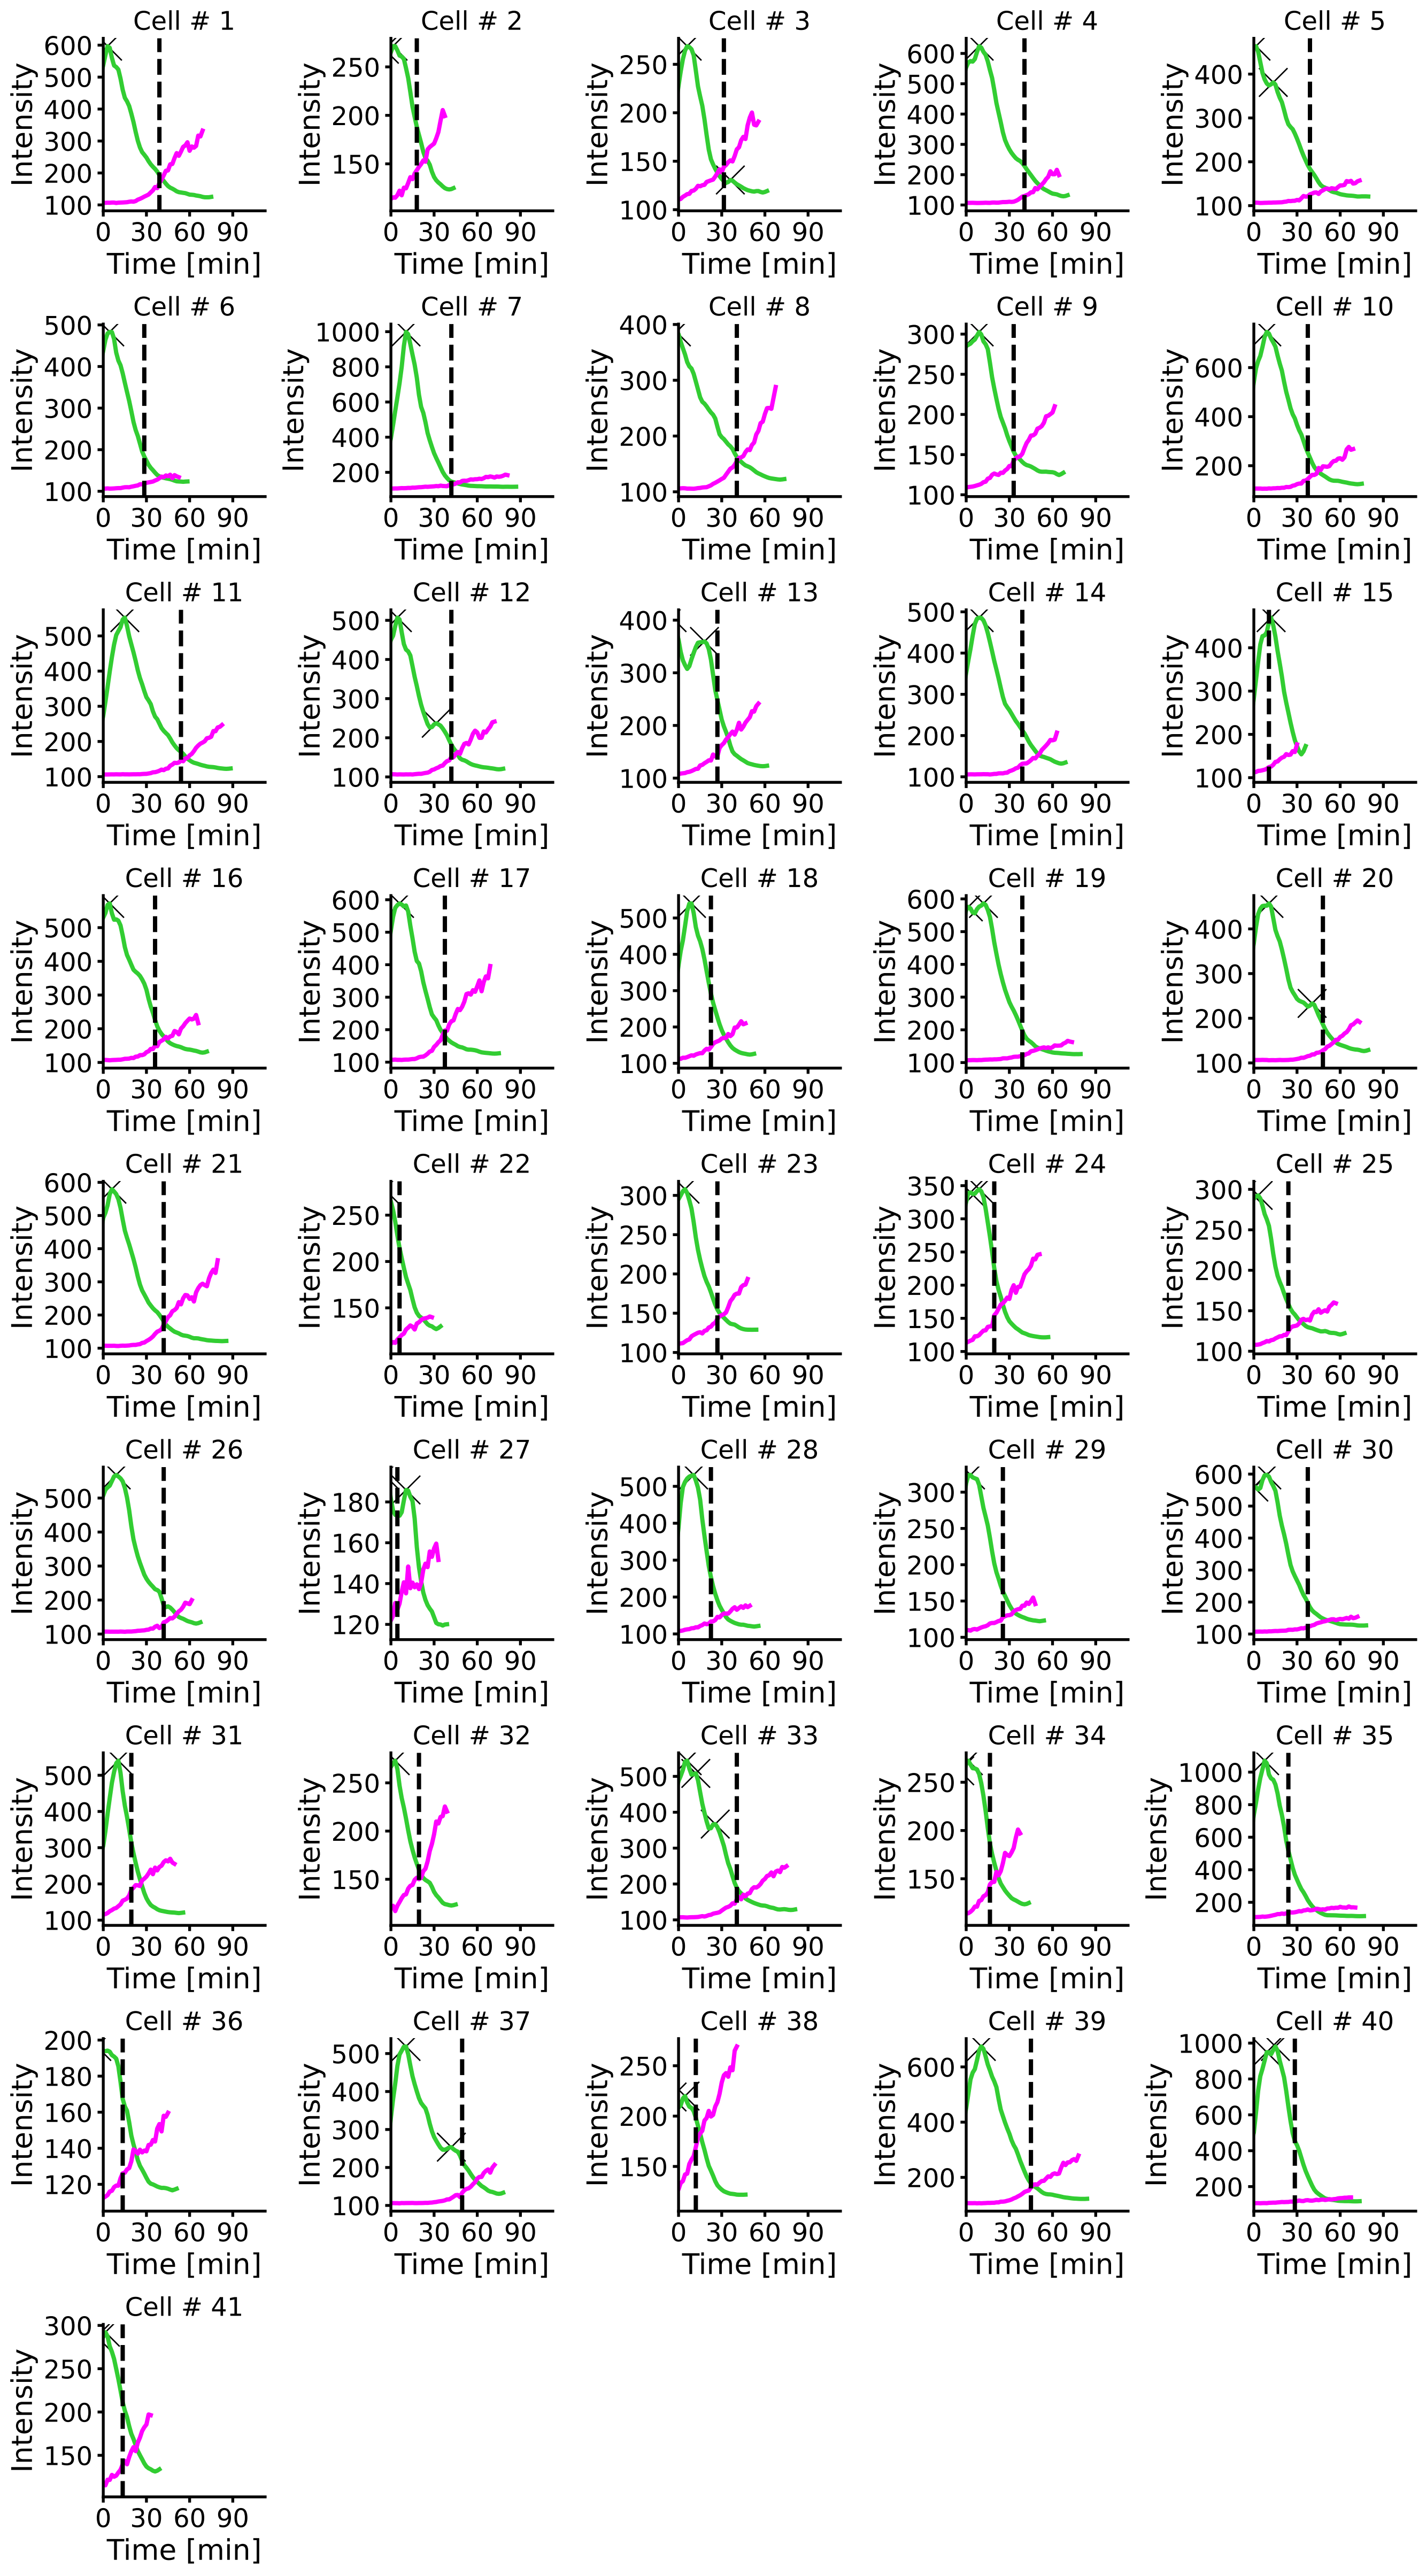 Cell # 1 Cell # 2 Cell # 3 Cell # 4 Cell # 5
Intensity 600 500 400 300 200 100 Intensity 250 200 150 Intensity 250 200 150 100 Intensity 600 500 400 300 200 100 Intensity 400 300 200 100
0 30 60 90 0 30 60 90 0 30 60 90 0 30 60 90 0 30 60 90
Time [min] Time [min] Time [min] Time [min] Time [min]
Cell # 6 Cell # 7 Cell # 8 Cell # 9 Cell # 10
Intensity 500 400 300 200 100 Intensity 1000 800 600 400 200 Intensity 400 300 200 100 Intensity 300 250 200 150 100 Intensity 600 400 200
0 30 60 90 0 30 60 90 0 30 60 90 0 30 60 90 0 30 60 90
Time [min] Time [min] Time [min] Time [min] Time [min]
Cell # 11 Cell # 12 Cell # 13 Cell # 14 Cell # 15
Intensity 500 400 300 200 100 Intensity 500 400 300 200 100 Intensity 400 300 200 100 Intensity 500 400 300 200 100 Intensity 400 300 200 100
0 30 60 90 0 30 60 90 0 30 60 90 0 30 60 90 0 30 60 90
Time [min] Time [min] Time [min] Time [min] Time [min]
Cell # 16 Cell # 17 Cell # 18 Cell # 19 Cell # 20
Intensity 500 400 300 200 100 Intensity 600 500 400 300 200 100 Intensity 500 400 300 200 100 Intensity 600 500 400 300 200 100 Intensity 400 300 200 100
0 30 60 90 0 30 60 90 0 30 60 90 0 30 60 90 0 30 60 90
Time [min] Time [min] Time [min] Time [min] Time [min]
Cell # 21 Cell # 22 Cell # 23 Cell # 24 Cell # 25
Intensity 600 500 400 300 200 100 Intensity 250 200 150 Intensity 300 250 200 150 100 Intensity 350 300 250 200 150 100 Intensity 300 250 200 150 100
0 30 60 90 0 30 60 90 0 30 60 90 0 30 60 90 0 30 60 90
Time [min] Time [min] Time [min] Time [min] Time [min]
Cell # 26 Cell # 27 Cell # 28 Cell # 29 Cell # 30
Intensity 500 400 300 200 100 Intensity 180 160 140 120 Intensity 500 400 300 200 100 Intensity 300 250 200 150 100 Intensity 600 500 400 300 200 100
0 30 60 90 0 30 60 90 0 30 60 90 0 30 60 90 0 30 60 90
Time [min] Time [min] Time [min] Time [min] Time [min]
Cell # 31 Cell # 32 Cell # 33 Cell # 34 Cell # 35
Intensity 500 400 300 200 100 Intensity 250 200 150 Intensity 500 400 300 200 100 Intensity 250 200 150 Intensity 1000 800 600 400 200
0 30 60 90 0 30 60 90 0 30 60 90 0 30 60 90 0 30 60 90
Time [min] Time [min] Time [min] Time [min] Time [min]
Cell # 36 Cell # 37 Cell # 38 Cell # 39 Cell # 40
Intensity 200 180 160 140 120 Intensity 500 400 300 200 100 Intensity 250 200 150 Intensity 600 400 200 Intensity 1000 800 600 400 200
0 30 60 90 0 30 60 90 0 30 60 90 0 30 60 90 0 30 60 90
Time [min] Time [min] Time [min] Time [min] Time [min]
Cell # 41
Intensity 300 250 200 150
0 30 60 90
Time [min]